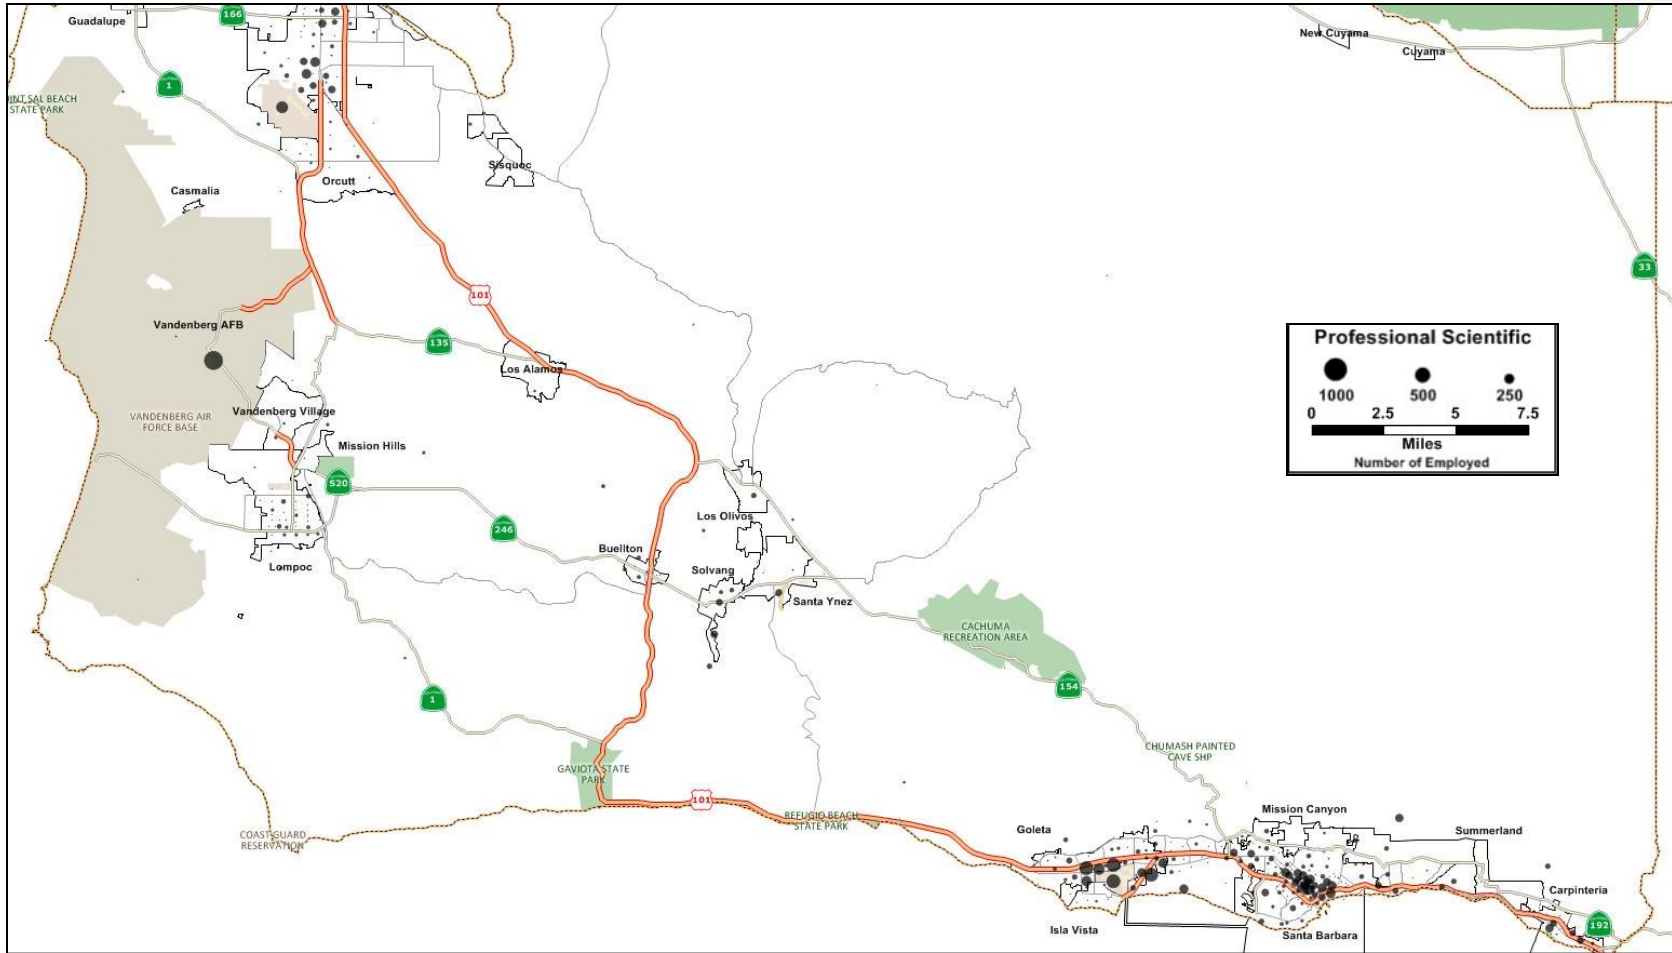 Guadalupe
166
New Cuyama
Cuyama
1
OINT SAL BEACH
STATE PARK
Sisquoc
Orcutt
Casmalia
33
101
Vandenberg AFB
135
Professional Scientific
1000
500
250
0
2.5
5
7.5
Miles
Number of Employed
Los Alamos
VANDENBERG AIR
FORCE BASE
Vandenberg Village
Mission Hills
S20
246
Los Olivos
Buellton
Lompoc
Solvang
Santa Ynez
CACHUMA
RECREATION AREA
154
1
CHUMASH PAINTED
CAVE SHP
GAVIOTA STATE
PARK
101
REFUGIO BEACH
STATE PARK
COAST GUARD
RESERVATION
Goleta
Mission Canyon
Summerland
Carpinteria
Isla Vista
Santa Barbara
192